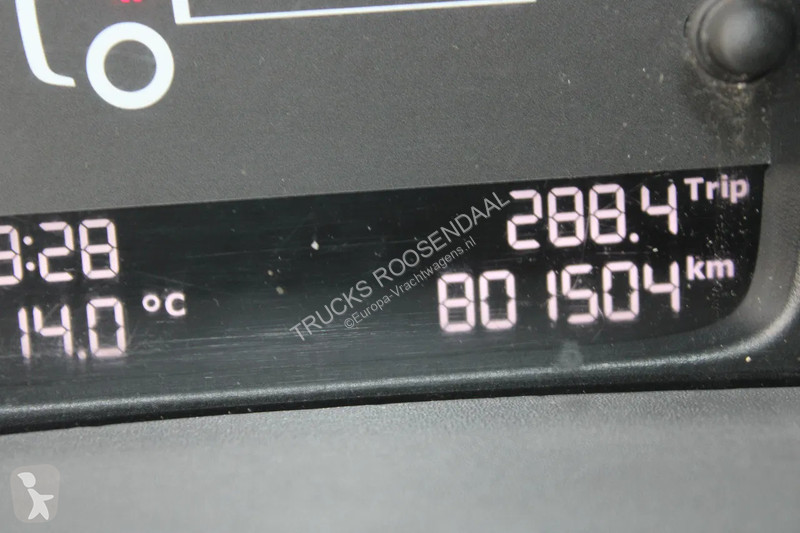 288.4 Trip
:28
14.0 °C
801504 km
TRUCKS ROOSENDAAL
©Europa-Vrachtwagens.nl